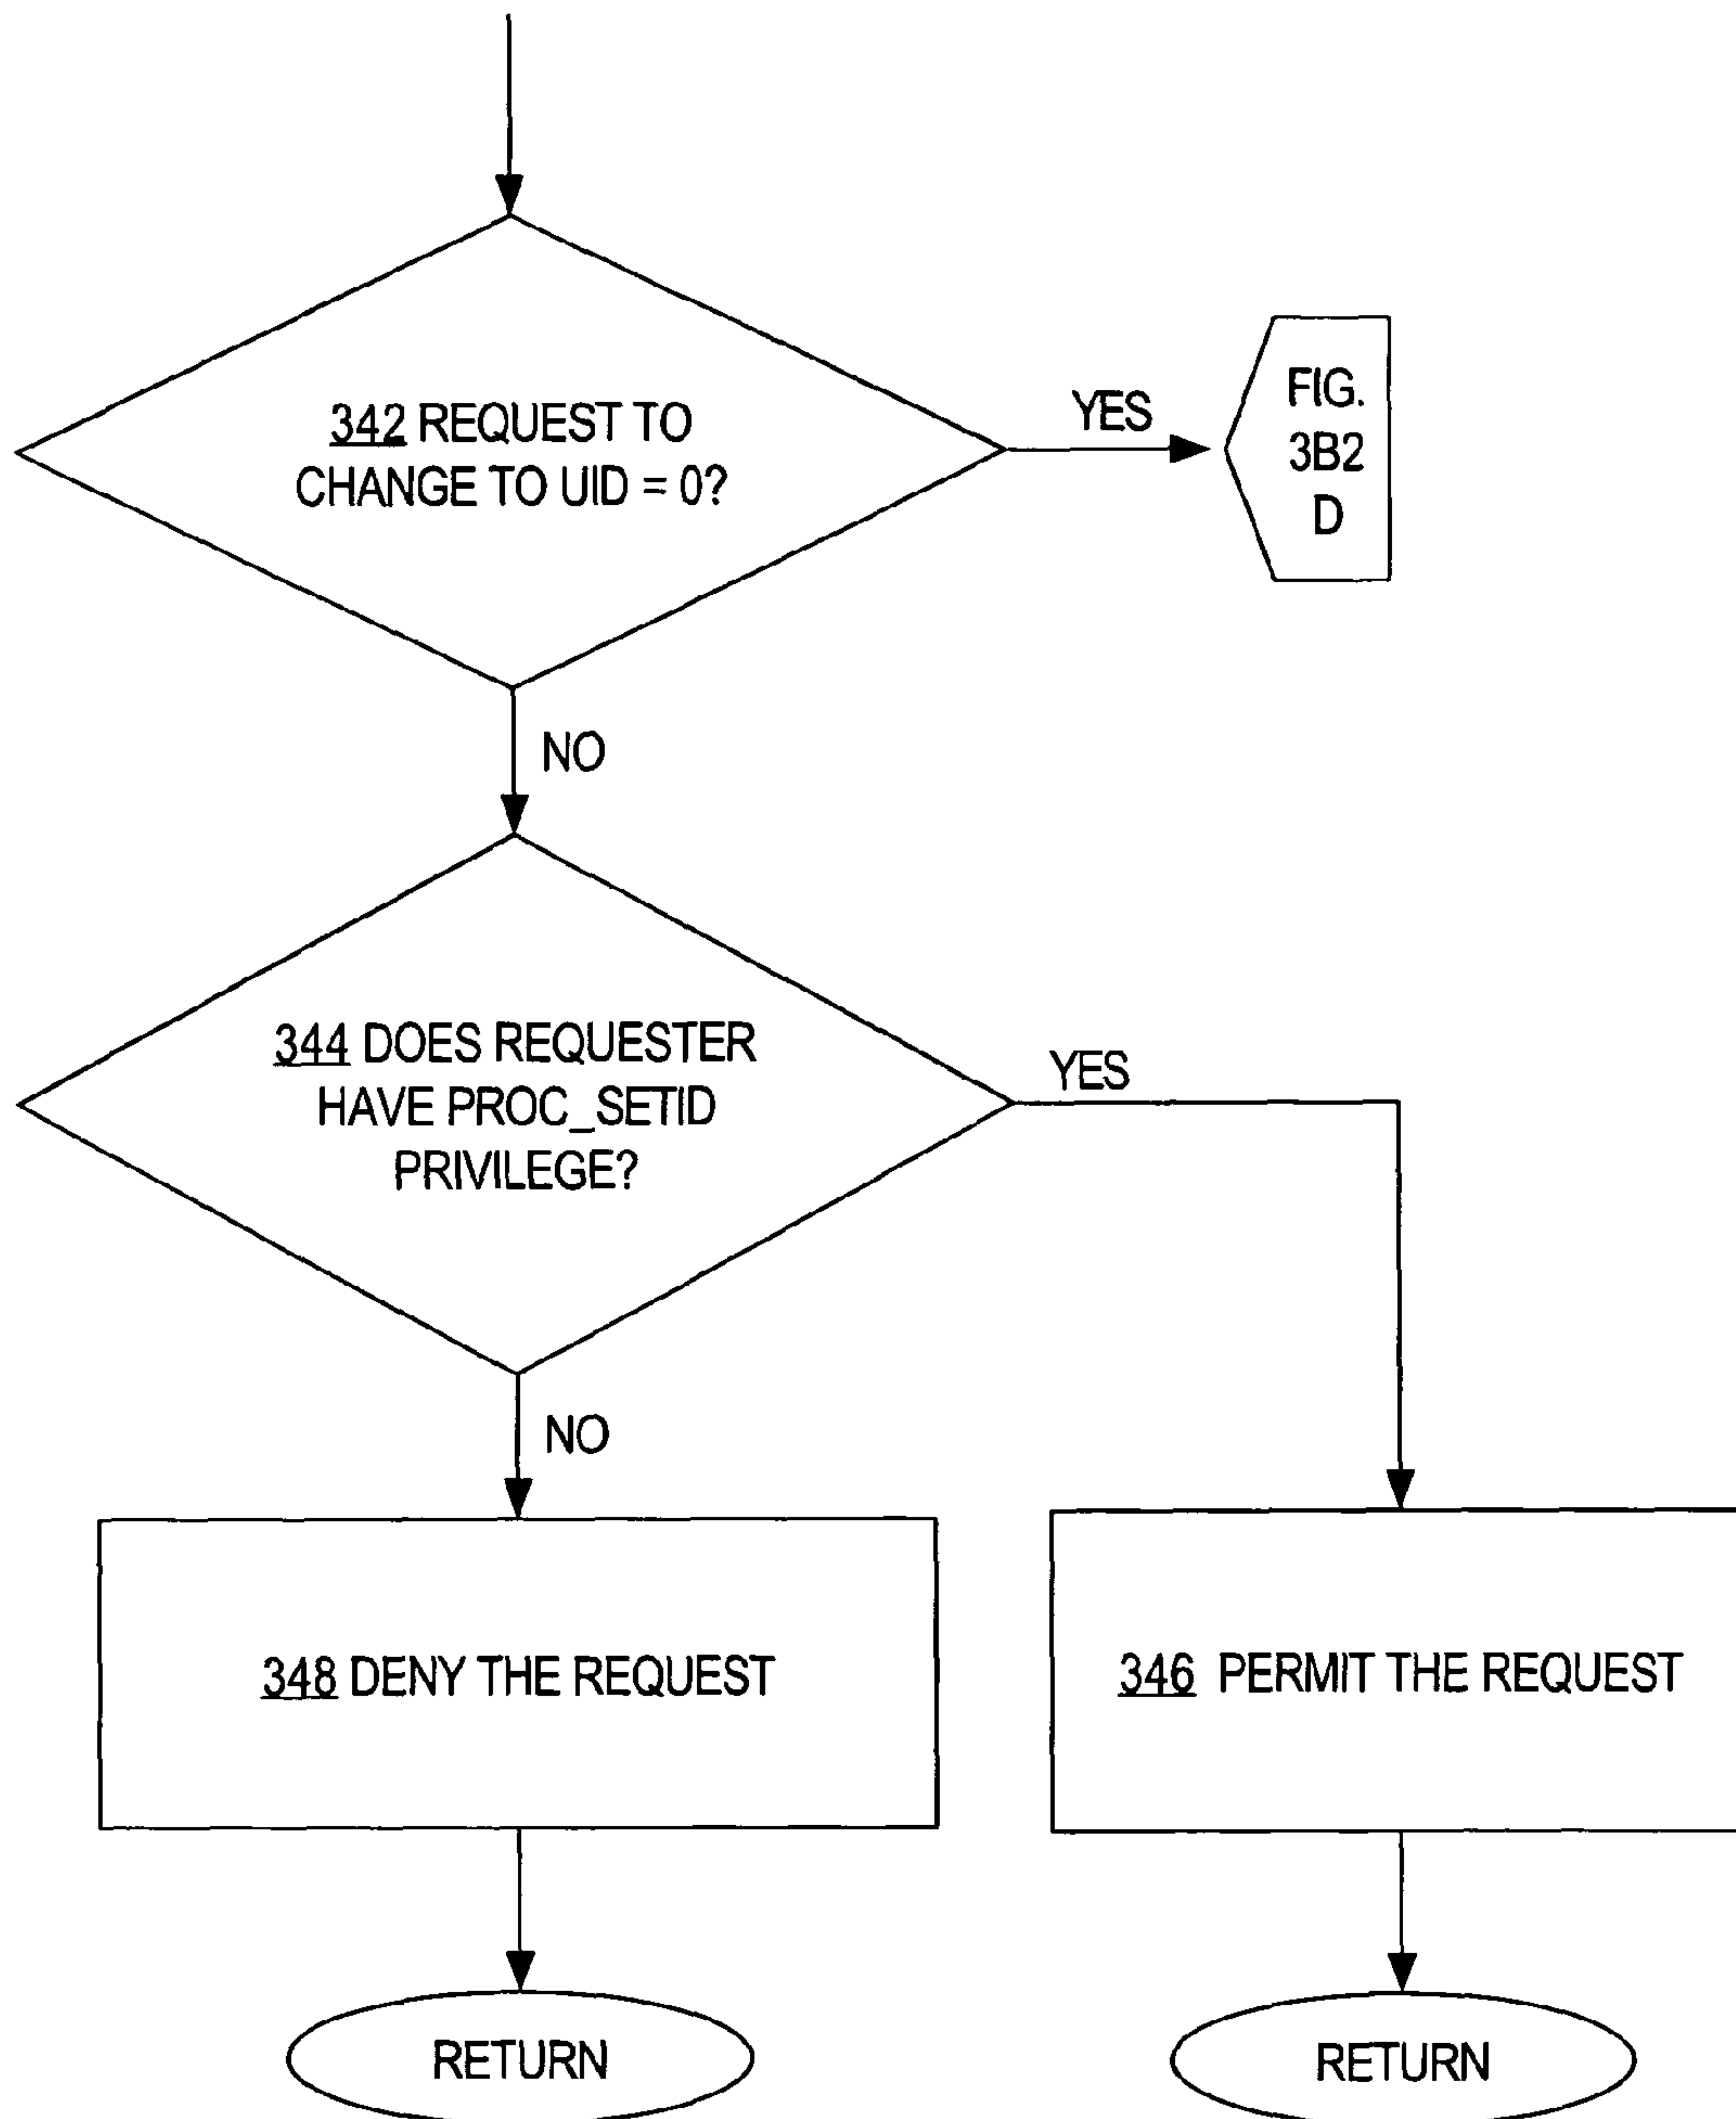 342 REQUEST TO
CHANGE TO UID = 0?
YES
FIG.
3B2
D
NO
344 DOES REQUESTER
HAVE PROC_SETID
PRIVILEGE?
YES
NO
348 DENY THE REQUEST
346 PERMIT THE REQUEST
RETURN
RETURN